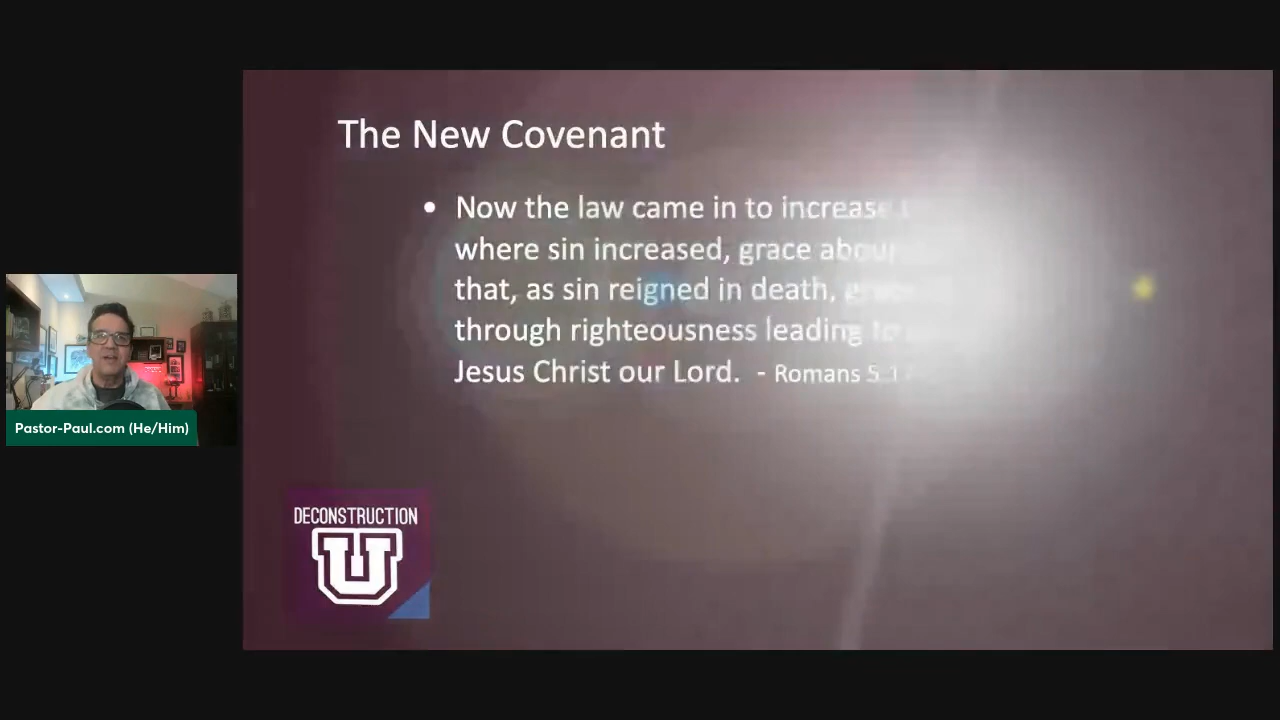 The New Covenant
• Now the law came in to increase
where sin increased, grace
that, as sin reigned in death,
through righteousness leading to
Jesus Christ our Lord. - Romans
Pastor-Paul.com (He/Him)
DECONSTRUCTION
U